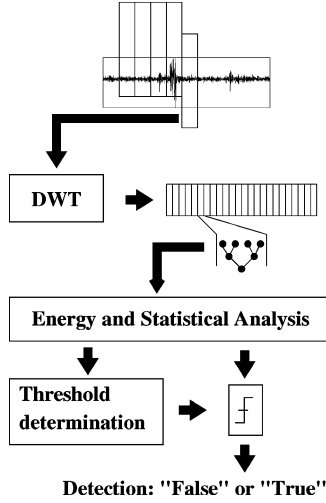 DWT
Energy and Statistical Analysis
Threshold
determination
Detection: "False" or "True"